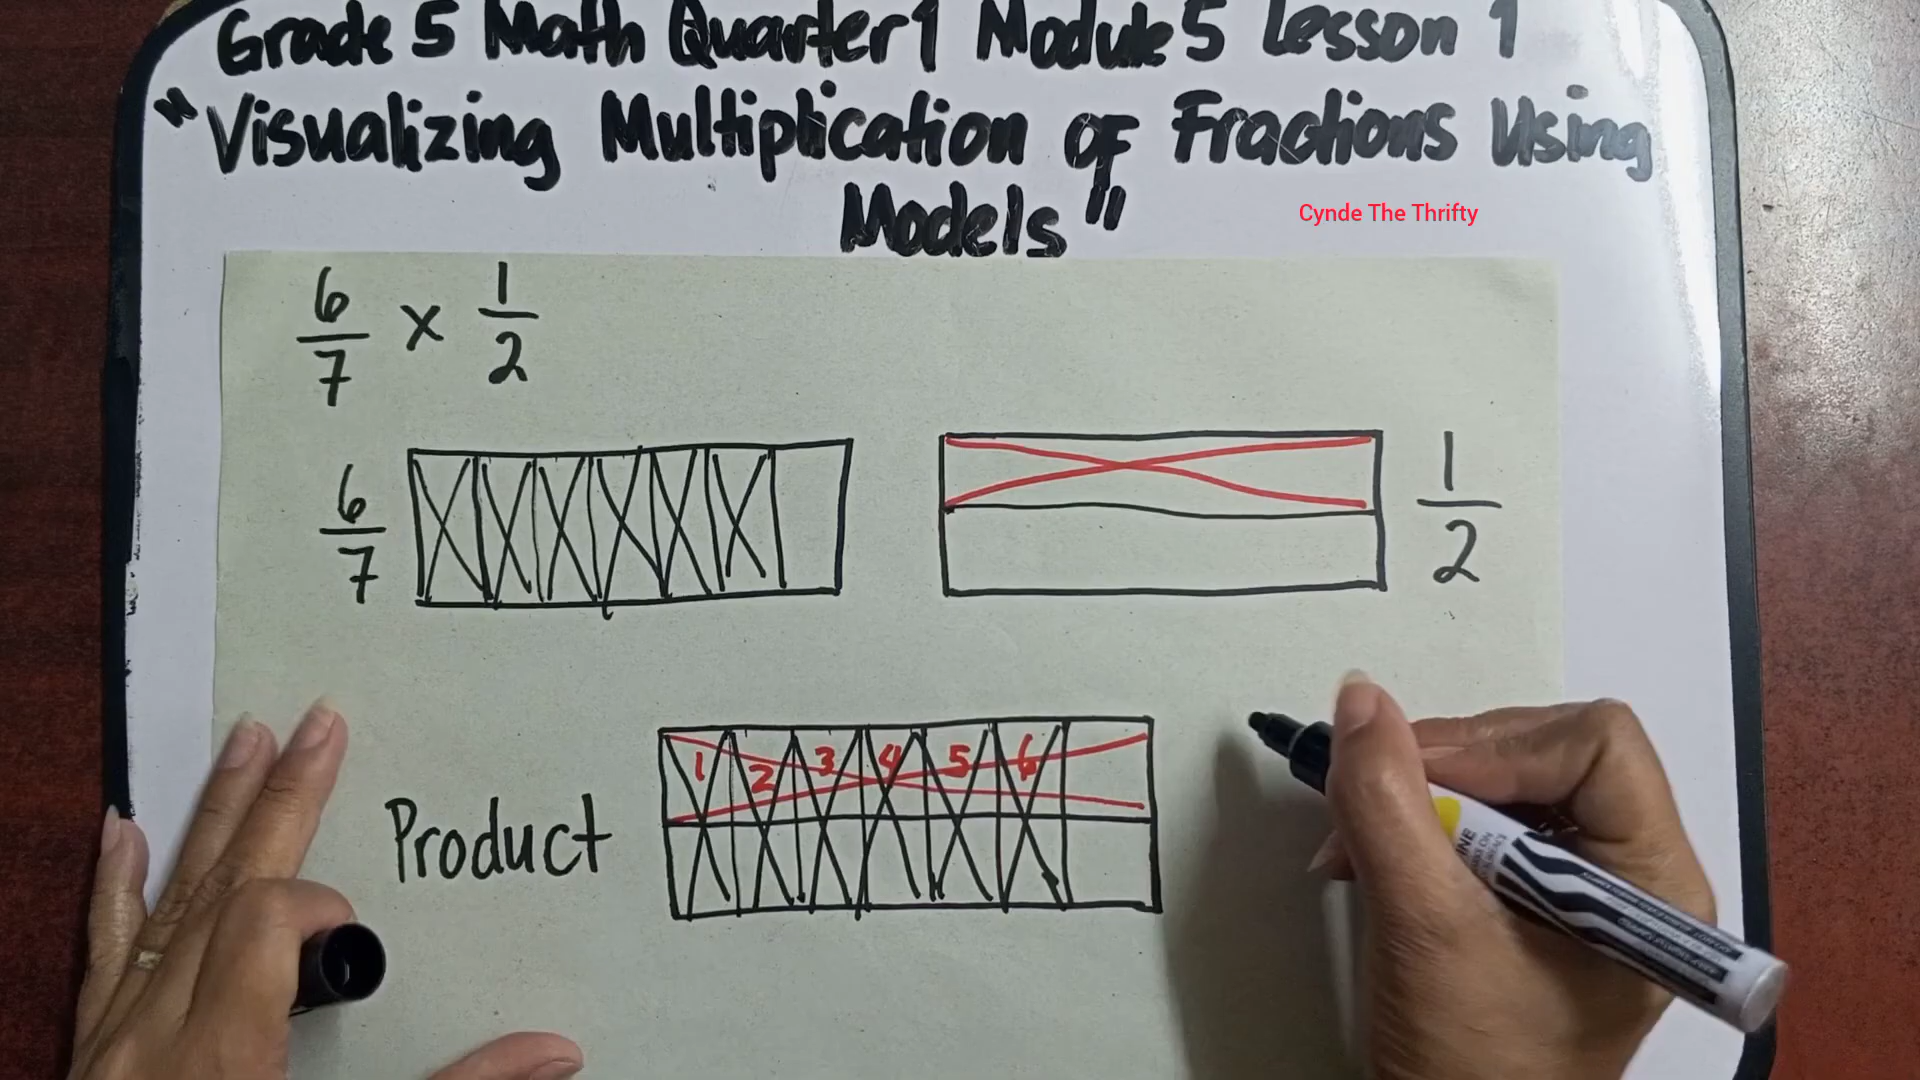 Grade 5 Math Quarter 1 Module 5 Lesson 1
"Visualizing Multiplication of Fractions Using
Models"
Cynde The Thrifty
6/7 x 1/2
6/7
1/2
1 2 3 4 5 6
Product